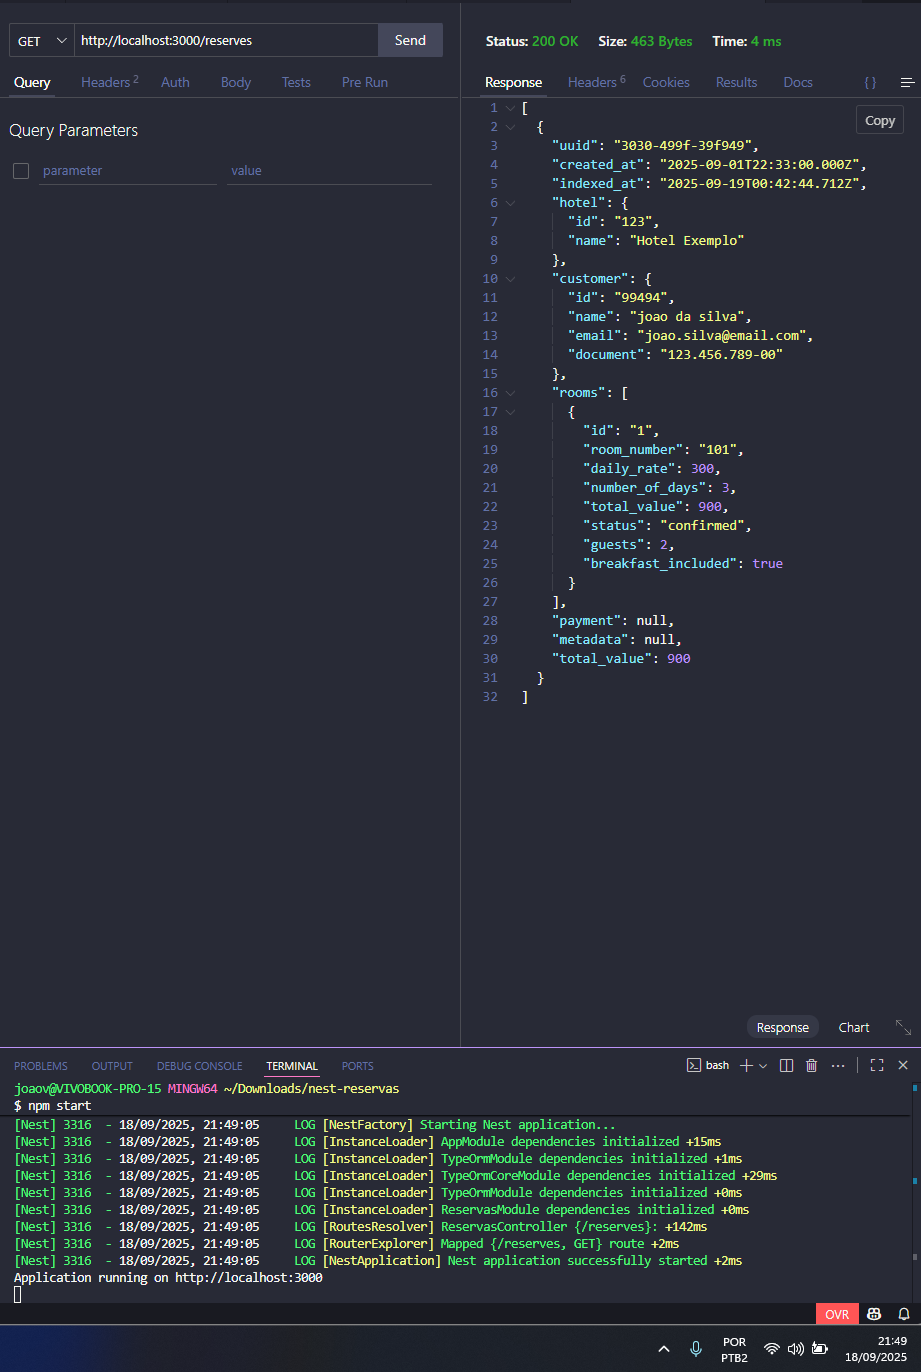 GET http://localhost:3000/reserves Send
Query Headers 2 Auth Body Tests Pre Run
Query Parameters
parameter value
Status: 200 OK Size: 463 Bytes Time: 4 ms
Response Headers 6 Cookies Results Docs { }
Copy
1 [
2 {
3 "uuid": "3030-499f-39f949",
4 "created_at": "2025-09-01T22:33:00.000Z",
5 "indexed_at": "2025-09-19T00:42:44.712Z",
6 "hotel": {
7 "id": "123",
8 "name": "Hotel Exemplo"
9 },
10 "customer": {
11 "id": "99494",
12 "name": "joao da silva",
13 "email": "joao.silva@email.com",
14 "document": "123.456.789-00"
15 },
16 "rooms": [
17 {
18 "id": "1",
19 "room_number": "101",
20 "daily_rate": 300,
21 "number_of_days": 3,
22 "total_value": 900,
23 "status": "confirmed",
24 "guests": 2,
25 "breakfast_included": true
26 }
27 ],
28 "payment": null,
29 "metadata": null,
30 "total_value": 900
31 }
32 ]
Response Chart
PROBLEMS OUTPUT DEBUG CONSOLE TERMINAL PORTS bash
joaov@VIVOBOOK-PRO-15 MINGW64 ~/Downloads/nest-reservas
$ npm start
[Nest] 3316 - 18/09/2025, 21:49:05 LOG [NestFactory] Starting Nest application...
[Nest] 3316 - 18/09/2025, 21:49:05 LOG [InstanceLoader] AppModule dependencies initialized +15ms
[Nest] 3316 - 18/09/2025, 21:49:05 LOG [InstanceLoader] TypeOrmModule dependencies initialized +1ms
[Nest] 3316 - 18/09/2025, 21:49:05 LOG [InstanceLoader] TypeOrmCoreModule dependencies initialized +29ms
[Nest] 3316 - 18/09/2025, 21:49:05 LOG [InstanceLoader] TypeOrmModule dependencies initialized +0ms
[Nest] 3316 - 18/09/2025, 21:49:05 LOG [InstanceLoader] ReservasModule dependencies initialized +0ms
[Nest] 3316 - 18/09/2025, 21:49:05 LOG [RoutesResolver] ReservasController {/reserves}: +142ms
[Nest] 3316 - 18/09/2025, 21:49:05 LOG [RouterExplorer] Mapped {/reserves, GET} route +2ms
[Nest] 3316 - 18/09/2025, 21:49:05 LOG [NestApplication] Nest application successfully started +2ms
Application running on http://localhost:3000
OVR
POR
PTB2
21:49
18/09/2025